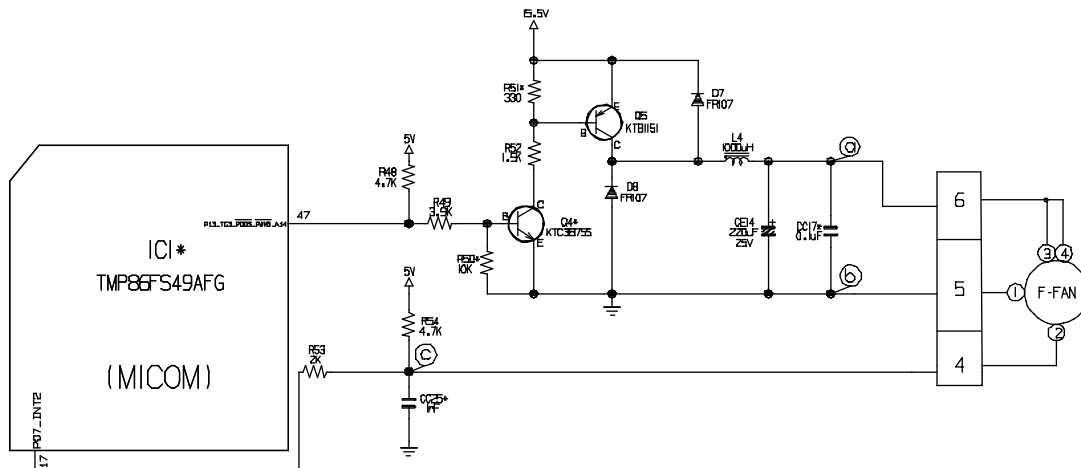 15.5V
R51*
330
D7
FR107
E
Q5
KTB1151
B
C
5V
R52
1.5K
L4
1000uH
a
R48
4.7K
D8
FR107
47
R49
3.9K
B
C
Q4*
KTC3875S
E
CE14
220uF
25V
+
CC17*
0.1uF
6
3
4
P13_TC3_PDO3_PWM3_A34
IC1*
TMP86FS49AFG
R50*
10K
5V
b
5
1
F-FAN
2
R54
4.7K
R53
2K
c
4
(MICOM)
CC25*
P07_INT2
17